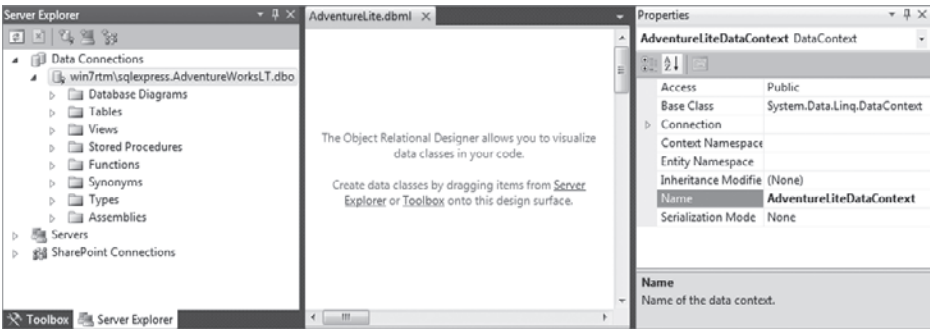 Server Explorer
Data Connections
win7rtm\sqlexpress.AdventureWorksLT.dbo
Database Diagrams
Tables
Views
Stored Procedures
Functions
Synonyms
Types
Assemblies
Servers
SharePoint Connections
Toolbox
Server Explorer
AdventureLite.dbml
The Object Relational Designer allows you to visualize
data classes in your code.
Create data classes by dragging items from Server
Explorer or Toolbox onto this design surface.
Properties
AdventureLiteDataContext DataContext
Access Public
Base Class System.Data.Linq.DataContext
Connection
Context Namespace
Entity Namespace
Inheritance Modifie (None)
Name AdventureLiteDataContext
Serialization Mode None
Name
Name of the data context.